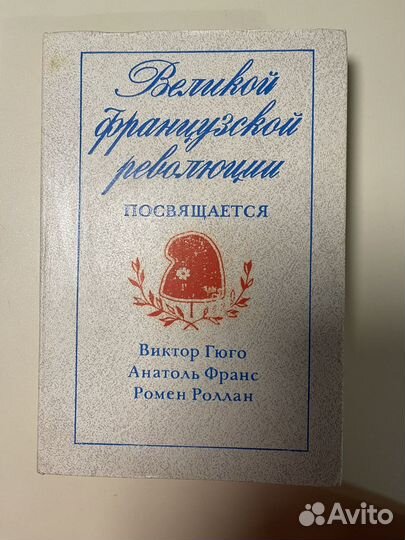 Великой
французской
революции
ПОСВЯЩАЕТСЯ
Виктор Гюго
Анатоль Франс
Ромен Роллан
Avito